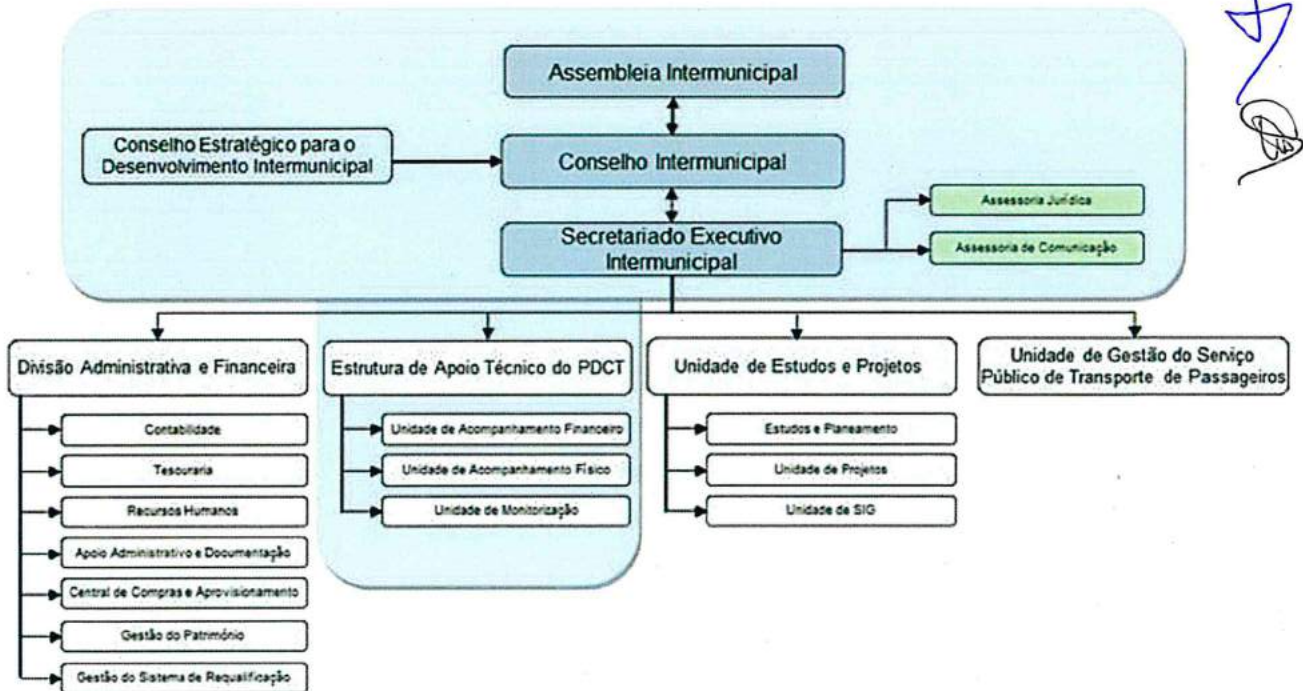 Assembleia Intermunicipal
Conselho Estratégico para o
Desenvolvimento Intermunicipal
Conselho Intermunicipal
Secretariado Executivo
Intermunicipal
Assessoria Jurídica
Assessoria de Comunicação
Divisão Administrativa e Financeira
Contabilidade
Tesouraria
Recursos Humanos
Apoio Administrativo e Documentação
Central de Compras e Aprovisionamento
Gestão do Património
Gestão do Sistema de Requalificação
Estrutura de Apoio Técnico do PDCT
Unidade de Acompanhamento Financeiro
Unidade de Acompanhamento Físico
Unidade de Monitorização
Unidade de Estudos e Projetos
Estudos e Planeamento
Unidade de Projetos
Unidade de SIG
Unidade de Gestão do Serviço
Público de Transporte de Passageiros